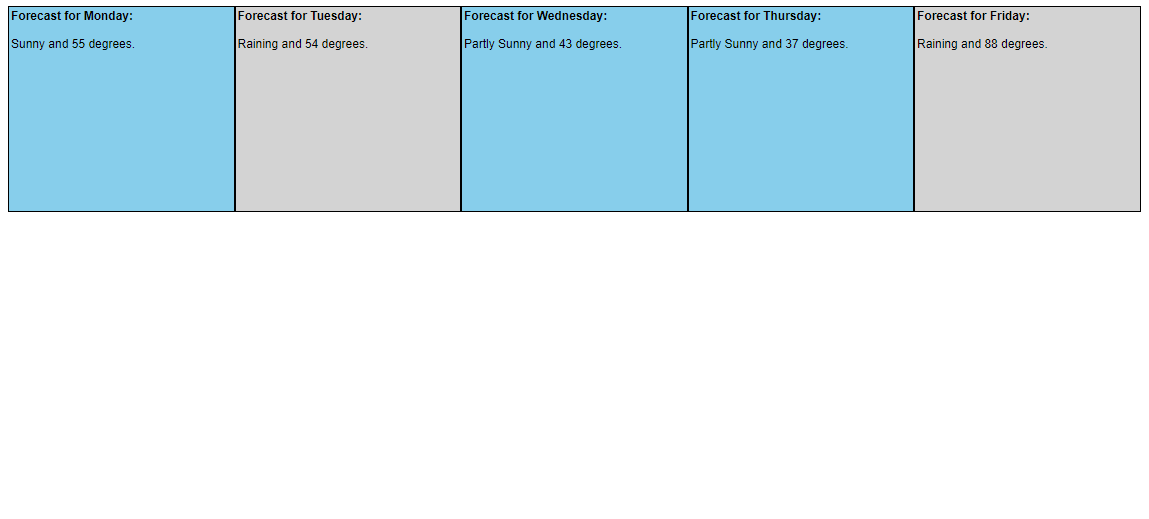 Forecast for Monday:
Sunny and 55 degrees.
Forecast for Tuesday:
Raining and 54 degrees.
Forecast for Wednesday:
Partly Sunny and 43 degrees.
Forecast for Thursday:
Partly Sunny and 37 degrees.
Forecast for Friday:
Raining and 88 degrees.